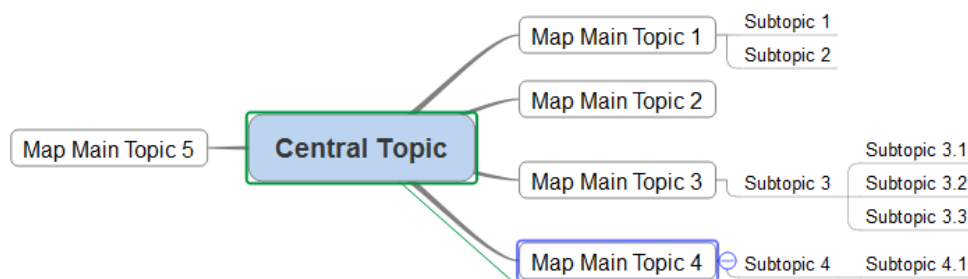 Map Main Topic 1
Subtopic 1
Subtopic 2
Map Main Topic 2
Map Main Topic 5
Central Topic
Map Main Topic 3
Subtopic 3
Subtopic 3.1
Subtopic 3.2
Subtopic 3.3
Map Main Topic 4
Subtopic 4
Subtopic 4.1